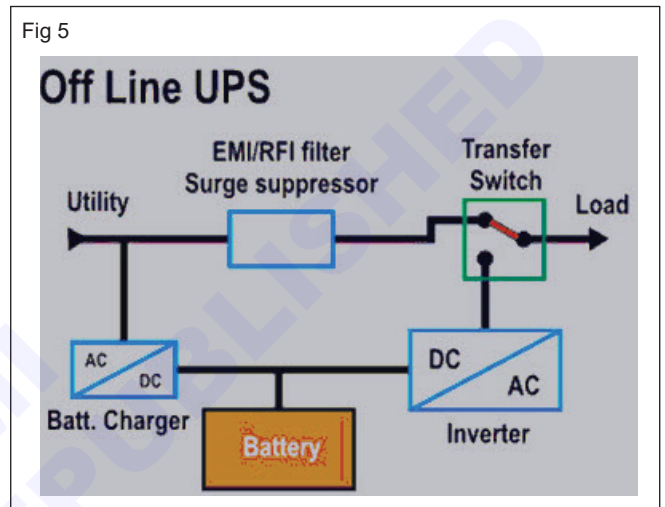 Fig 5
Off Line UPS
EMI/RFI filter
Surge suppressor
Transfer
Switch
Utility
Load
AC
DC
Batt. Charger
Battery
DC
AC
Inverter
PUBLISHED